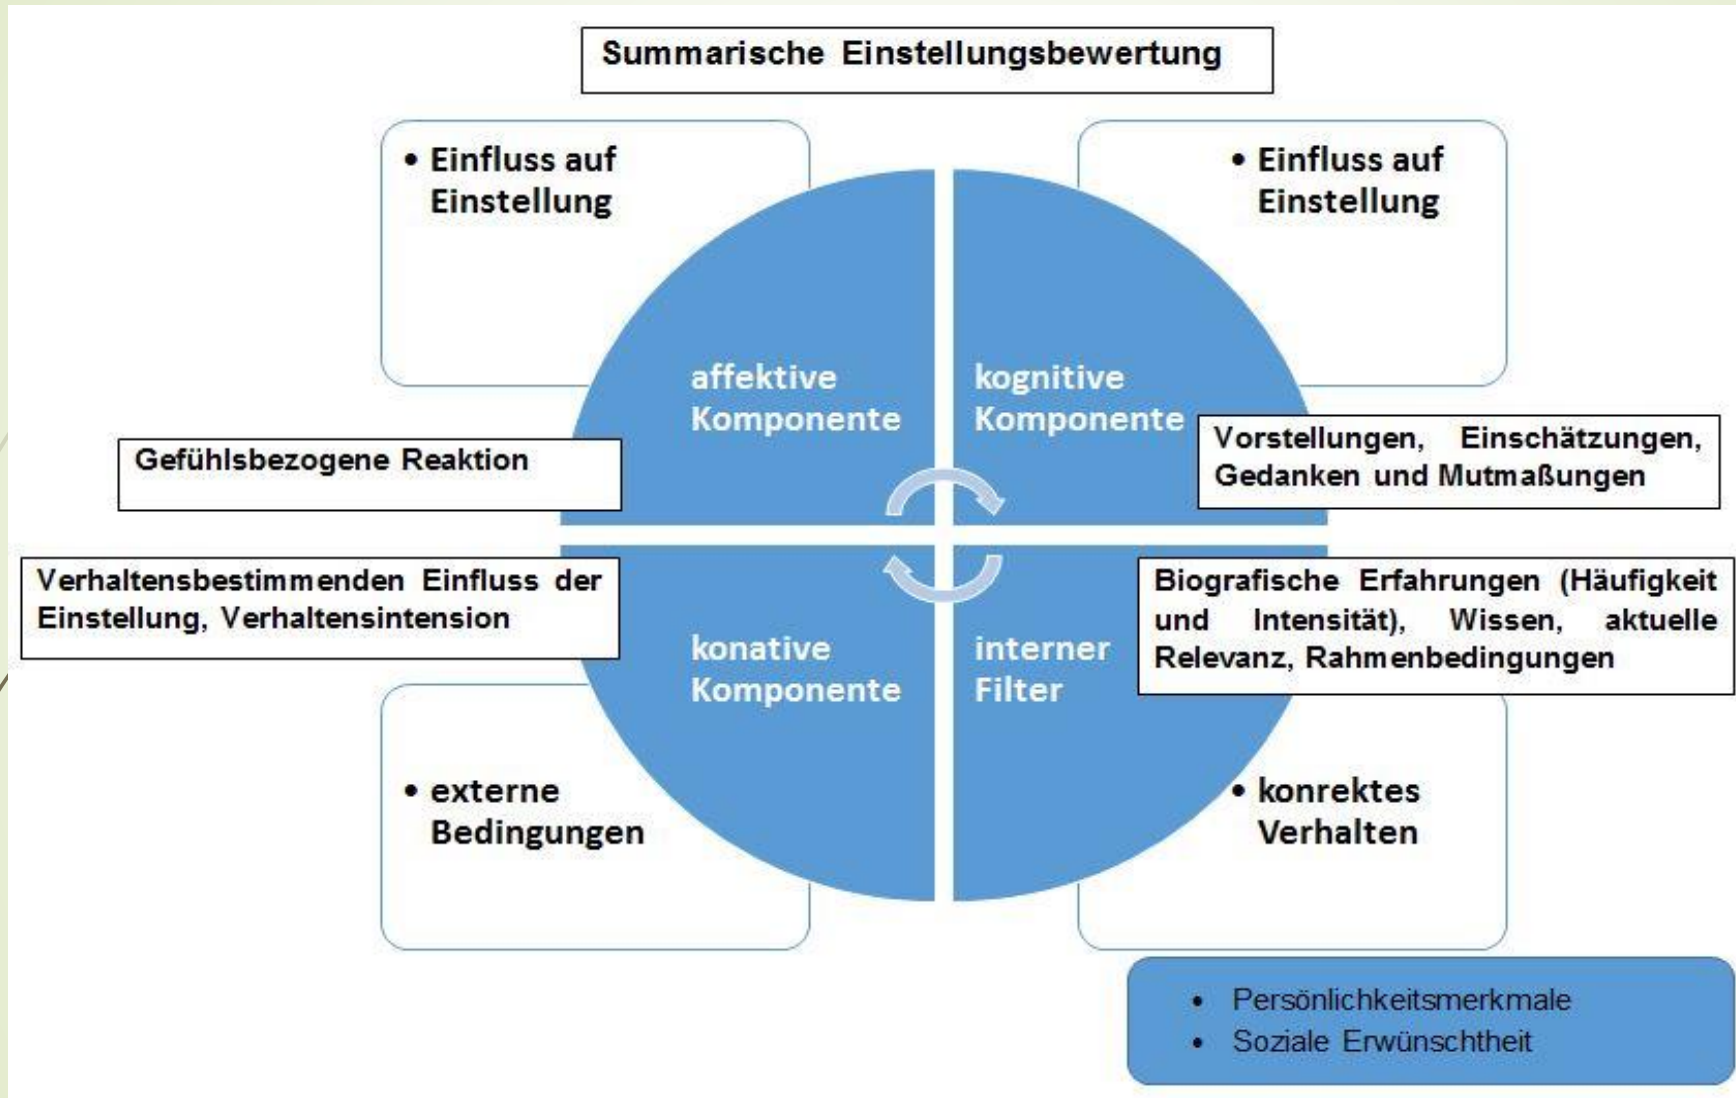 Summarische Einstellungsbewertung
• Einfluss auf
Einstellung
• Einfluss auf
Einstellung
affektive
Komponente
kognitive
Komponente
Gefühlsbezogene Reaktion
Vorstellungen, Einschätzungen,
Gedanken und Mutmaßungen
Verhaltensbestimmenden Einfluss der
Einstellung, Verhaltensintension
Biografische Erfahrungen (Häufigkeit
und Intensität), Wissen, aktuelle
Relevanz, Rahmenbedingungen
konative
Komponente
interner
Filter
• externe
Bedingungen
• konrektes
Verhalten
• Persönlichkeitsmerkmale
• Soziale Erwünschtheit